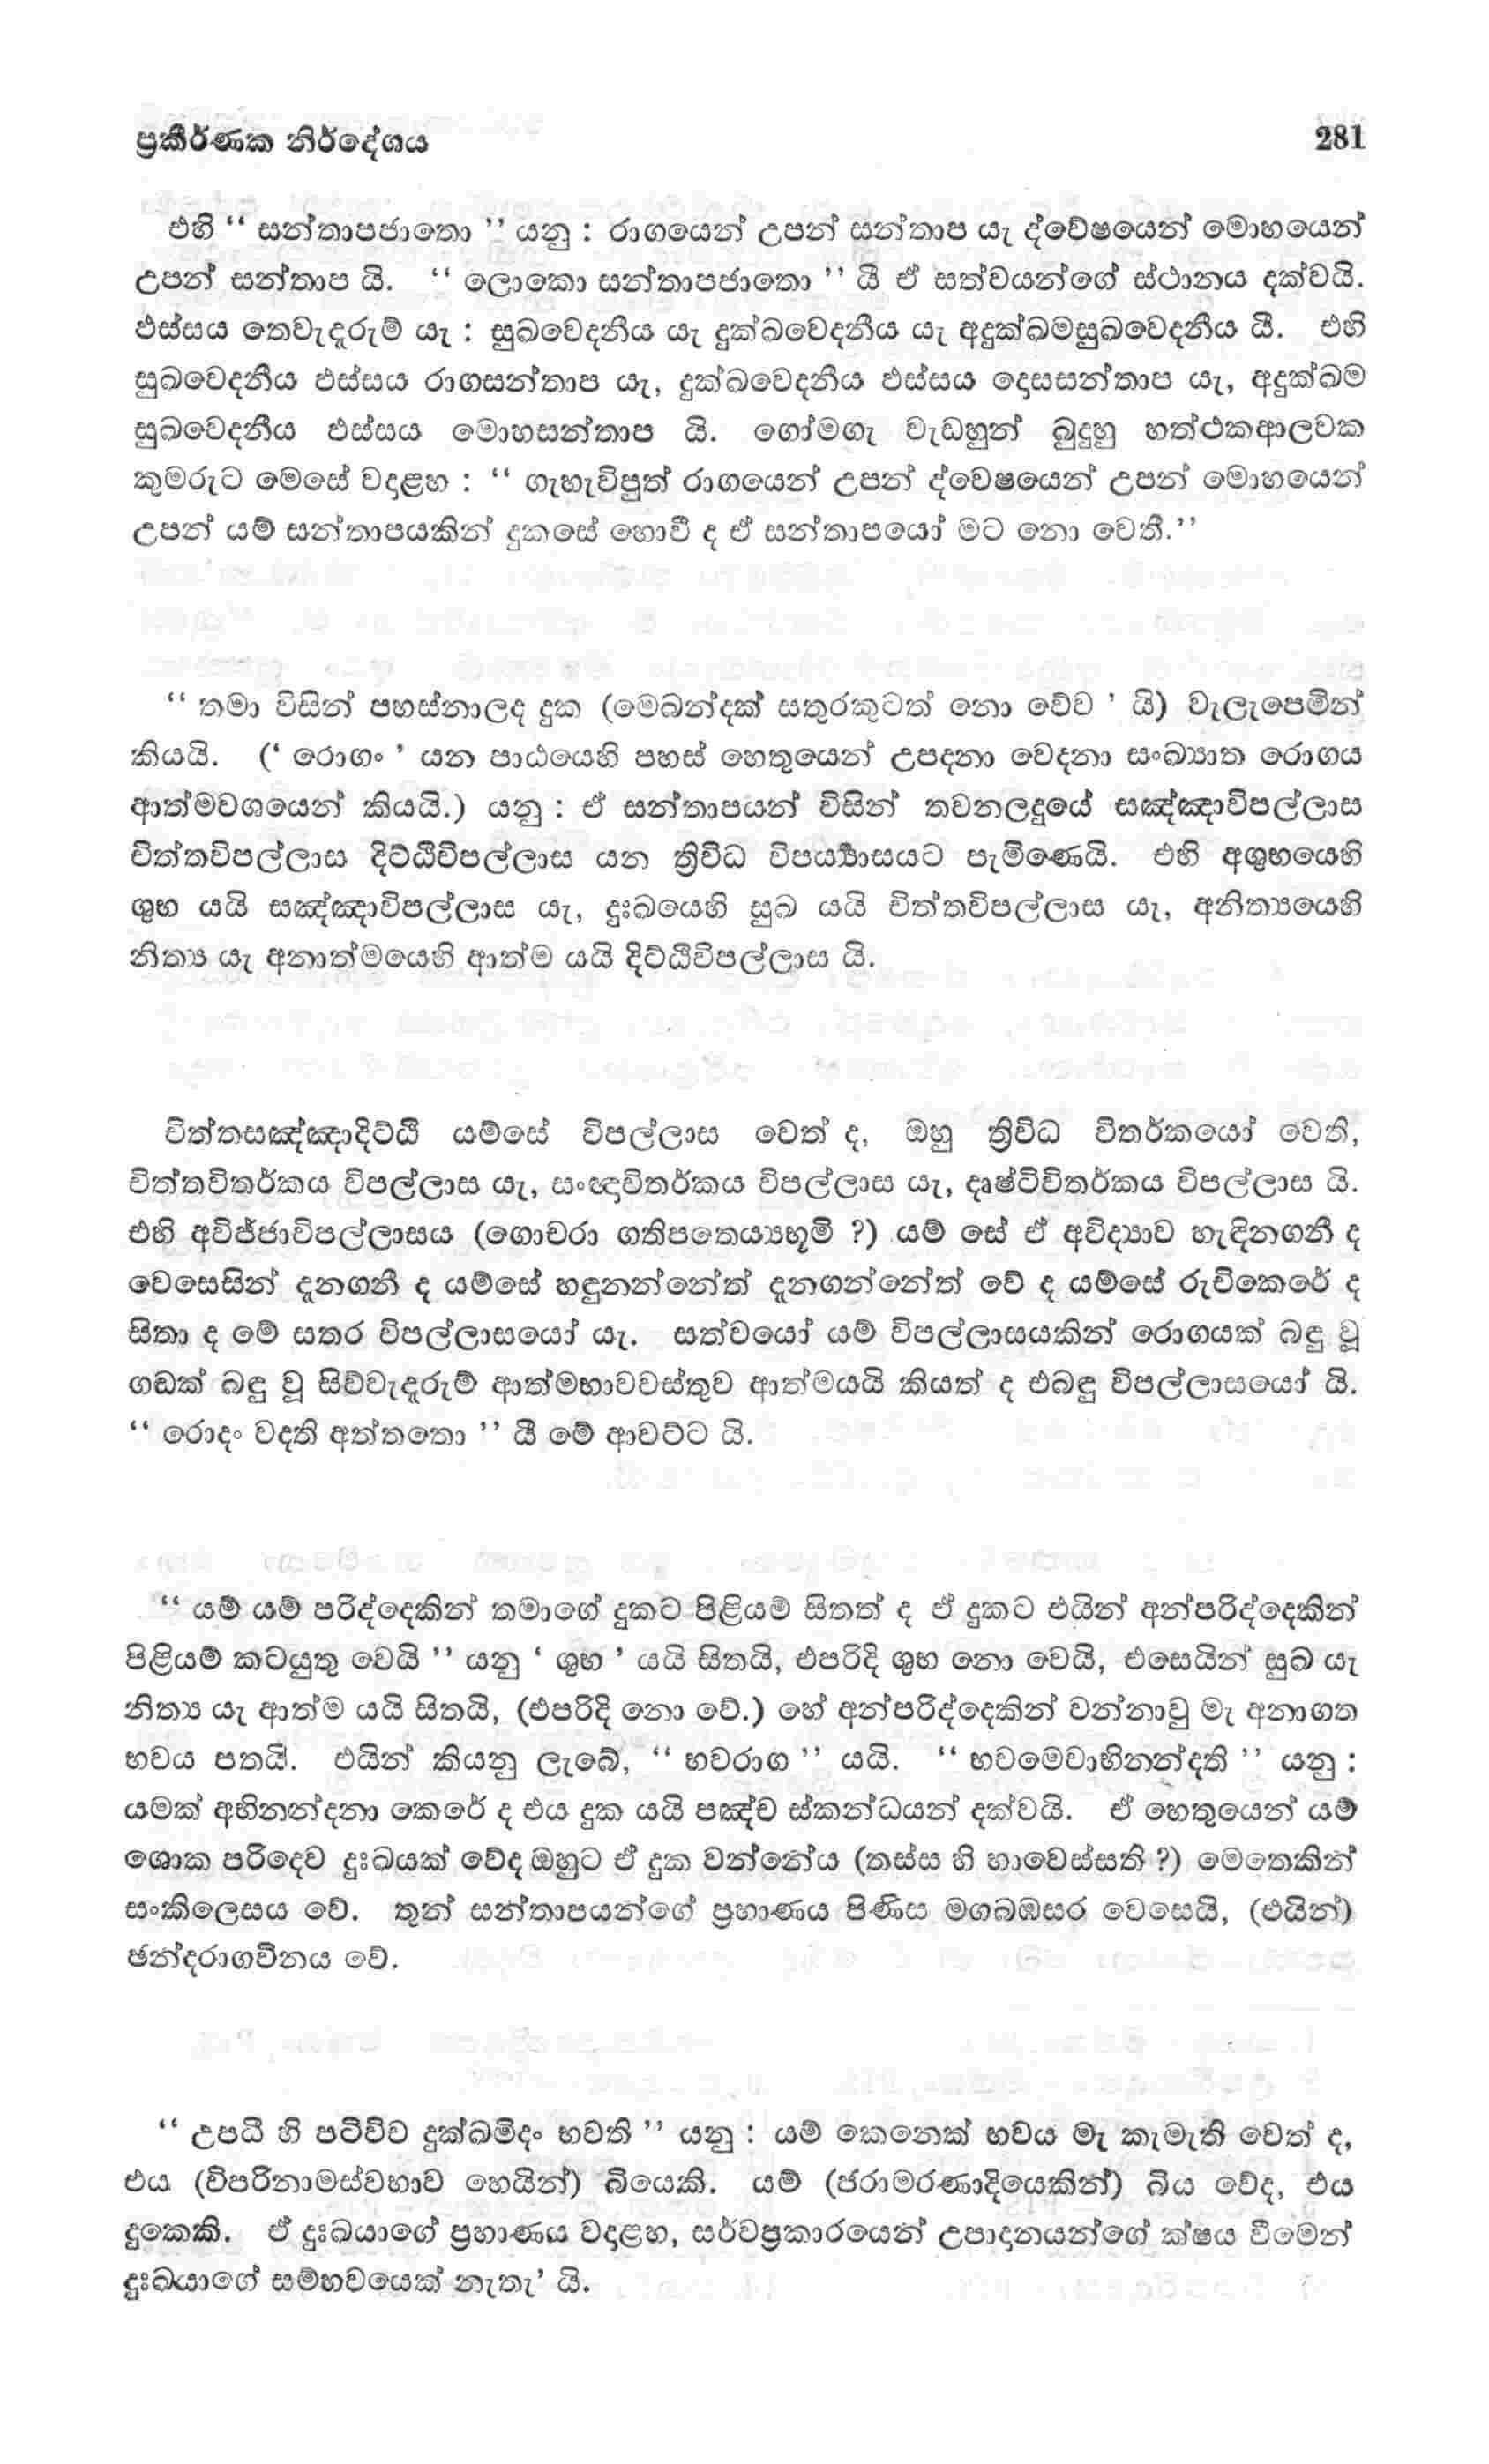 ප්‍රකීර්ණක නිර්දේශය 281
එහි “ සන්තාපජාතො ” යනු : රාගයෙන් උපන් සන්තාප යැ ද්වේෂයෙන් මොහයෙන්
උපන් සන්තාප යි. “ ලොකො සන්තාපජාතො ” යී ඒ සත්වයන්ගේ ස්ථානය දක්වයි.
ඵස්සය තෙවැදෑරුම් යැ : සුඛවෙදනීය යැ දුක්ඛවෙදනීය යැ අදුක්ඛමසුඛවෙදනීය යී. එහි
සුඛවෙදනීය ඵස්සය රාගසන්තාප යැ, දුක්ඛවෙදනීය ඵස්සය දොසසන්තාප යැ, අදුක්ඛම
සුඛවෙදනීය ඵස්සය මොහසන්තාප යි. ගෝමගැ වැඩහුන් බුදුහු හත්ථකආලවක
කුමරුට මෙසේ වදළහ : “ ගැහැවිපුත් රාගයෙන් උපන් ද්වෙෂයෙන් උපන් මොහයෙන්
උපන් යම් සන්තාපයකින් දුකසේ හොවී ද ඒ සන්තාපයෝ මට නො වෙතී.”
“ තමා විසින් පහස්නාලද දුක (මෙබන්දක් සතුරකුටත් නො වේව ’ යි) වැලැපෙමින්
කියයි. (‘ රොගං ’ යන පාඨයෙහි පහස් හෙතුයෙන් උපදනා වෙදනා සංඛ්‍යාත රොගය
ආත්මවශයෙන් කියයි.) යනු : ඒ සන්තාපයන් විසින් තවනලදුයේ සඤ්ඤාවිපල්ලාස
චිත්තවිපල්ලාස දිට්ඨිවිපල්ලාස යන ත්‍රිවිධ විපර්‍ය්‍යාසයට පැමිණෙයි. එහි අශුභයෙහි
ශුභ යයි සඤ්ඤාවිපල්ලාස යැ, දුඃඛයෙහි සුඛ යයි චිත්තවිපල්ලාස යැ, අනිත්‍යයෙහි
නිත්‍ය යැ අනාත්මයෙහි ආත්ම යයි දිට්ඨිවිපල්ලාස යි.
චිත්තසඤ්ඤාදිට්ඨි යම්සේ විපල්ලාස වෙත් ද, ඔහු ත්‍රිවිධ විතර්කයෝ වෙති,
චිත්තවිතර්කය විපල්ලාස යැ, සංඥාවිතර්කය විපල්ලාස යැ, දෘෂ්ටිවිතර්කය විපල්ලාස යි.
එහි අවිජ්ජාවිපල්ලාසය (ගොචරා ගතිපතෙය්‍යභූමි ?) යම් සේ ඒ අවිද්‍යාව හැඳිනගනී ද
වෙසෙසින් දැනගනී ද යම්සේ හඳුනන්නේත් දැනගන්නේත් වේ ද යම්සේ රුචිකෙරේ ද
සිතා ද මේ සතර විපල්ලාසයෝ යැ. සත්වයෝ යම් විපල්ලාසයකින් රොගයක් බඳු වූ
ගඩක් බඳු වූ සිව්වැදෑරුම් ආත්මභාවවස්තුව ආත්මයයි කියත් ද එබඳු විපල්ලාසයෝ යි.
“ රොදං වදති අත්තතො ” යී මේ ආවට්ට යි.
“ යම් යම් පරිද්දෙකින් තමාගේ දුකට පිළියම් සිතත් ද ඒ දුකට එයින් අන්පරිද්දෙකින්
පිළියම් කටයුතු වෙයි ” යනු ‘ ශුභ ’ යයි සිතයි, එපරිදි ශුභ නො වෙයි, එසෙයින් සුඛ යැ
නිත්‍ය යැ ආත්ම යයි සිතයි, (එපරිදි නො වේ.) හේ අන්පරිද්දෙකින් වන්නාවු මැ අනාගත
භවය පතයි. එයින් කියනු ලැබේ, “ භවරාග ” යයි. “ භවමෙවාභිනන්දති ” යනු :
යමක් අභිනන්දනා කෙරේ ද එය දුක යයි පඤ්ච ස්කන්ධයන් දක්වයි. ඒ හෙතුයෙන් යම්
ශොක පරිදෙව දුඃඛයක් වේද ඔහුට ඒ දුක වන්නේය (තස්ස හි භාවෙස්සති ?) මෙතෙකින්
සංකිලෙසය වේ. තුන් සන්තාපයන්ගේ ප්‍රහාණය පිණිස මගබඹසර වෙසෙයි, (එයින්)
ඡන්දරාගවිනය වේ.
“ උපධි හි පටිච්ච දුක්ඛමිදං භවති ” යනු : යම් කෙනෙක් භවය මැ කැමැති වෙත් ද,
එය (විපරිනාමස්වභාව හෙයින්) බියෙකි. යම් (ජරාමරණාදියෙකින්) බිය වේද, එය
දුකෙකි. ඒ දුඃඛයාගේ ප්‍රහාණය වදළහ, සර්වප්‍රකාරයෙන් උපාදනයන්ගේ ක්ෂය වීමෙන්
දුඃඛයාගේ සම්භවයෙක් නැතැ’ යි.